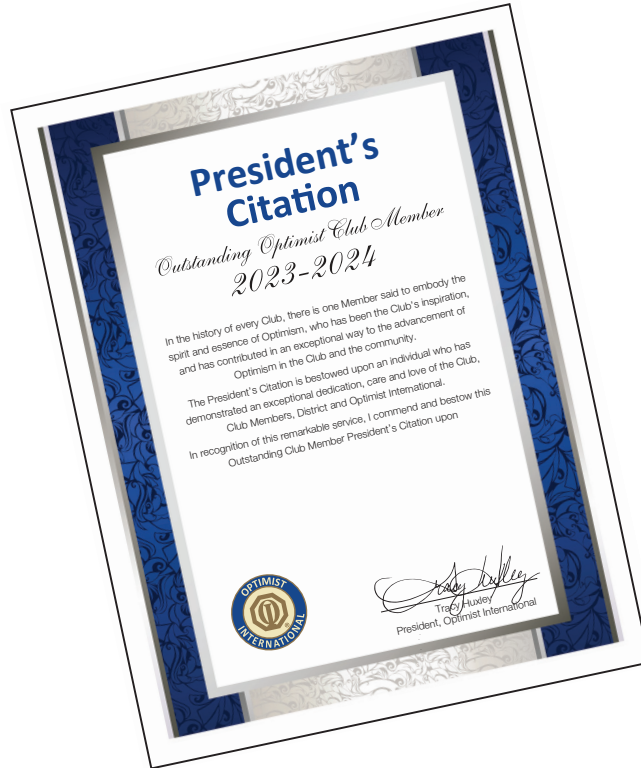 President's
Citation
Outstanding Optimist Club Member
2023-2024
In the history of every Club, there is one Member said to embody the
spirit and essence of Optimism, who has been the Club's inspiration,
and has contributed in an exceptional way to the advancement of
Optimism in the Club and the community.
The President's Citation is bestowed upon an individual who has
demonstrated an exceptional dedication, care and love of the Club,
Club Members, District and Optimist International.
In recognition of this remarkable service, I commend and bestow this
Outstanding Club Member President's Citation upon
OPTIMIST
INTERNATIONAL
®
Tracy Huxley
Tracy Huxley
President, Optimist International